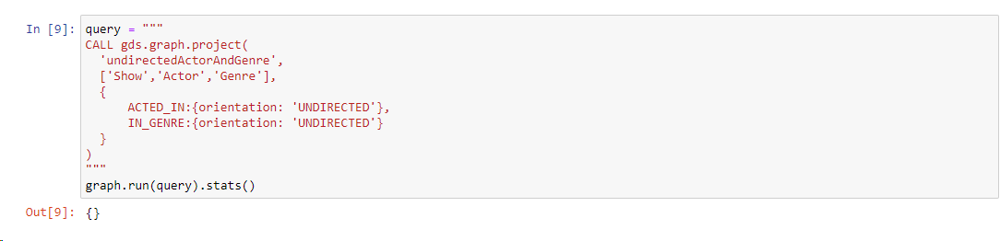 In [9]: query = """
CALL gds.graph.project(
  'undirectedActorAndGenre',
  ['Show','Actor','Genre'],
  {
      ACTED_IN:{orientation: 'UNDIRECTED'},
      IN_GENRE:{orientation: 'UNDIRECTED'}
  }
)
"""
graph.run(query).stats()
Out[9]: {}